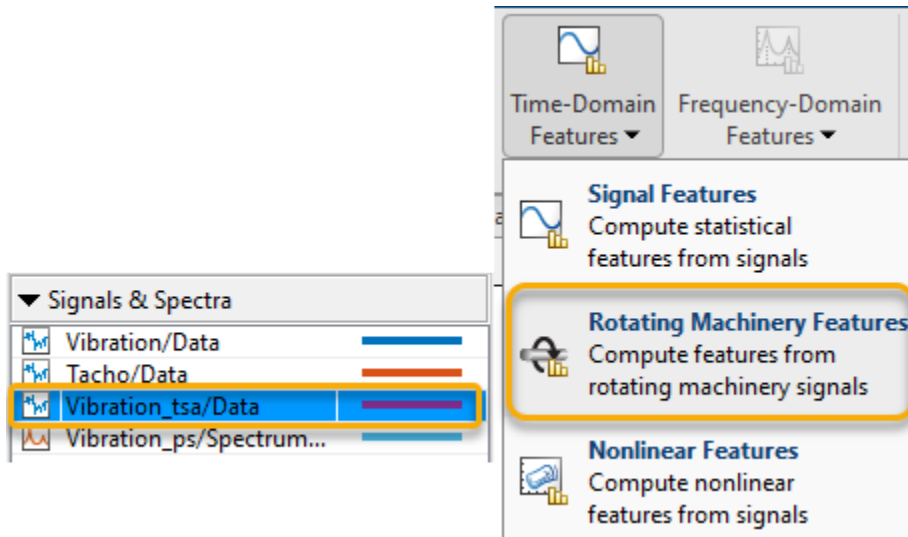 Time-Domain
Features ▼
Frequency-Domain
Features ▼
Signal Features
Compute statistical
features from signals
Rotating Machinery Features
Compute features from
rotating machinery signals
Nonlinear Features
Compute nonlinear
features from signals
▼ Signals & Spectra
Vibration/Data
Tacho/Data
Vibration_tsa/Data
Vibration_ps/Spectrum...